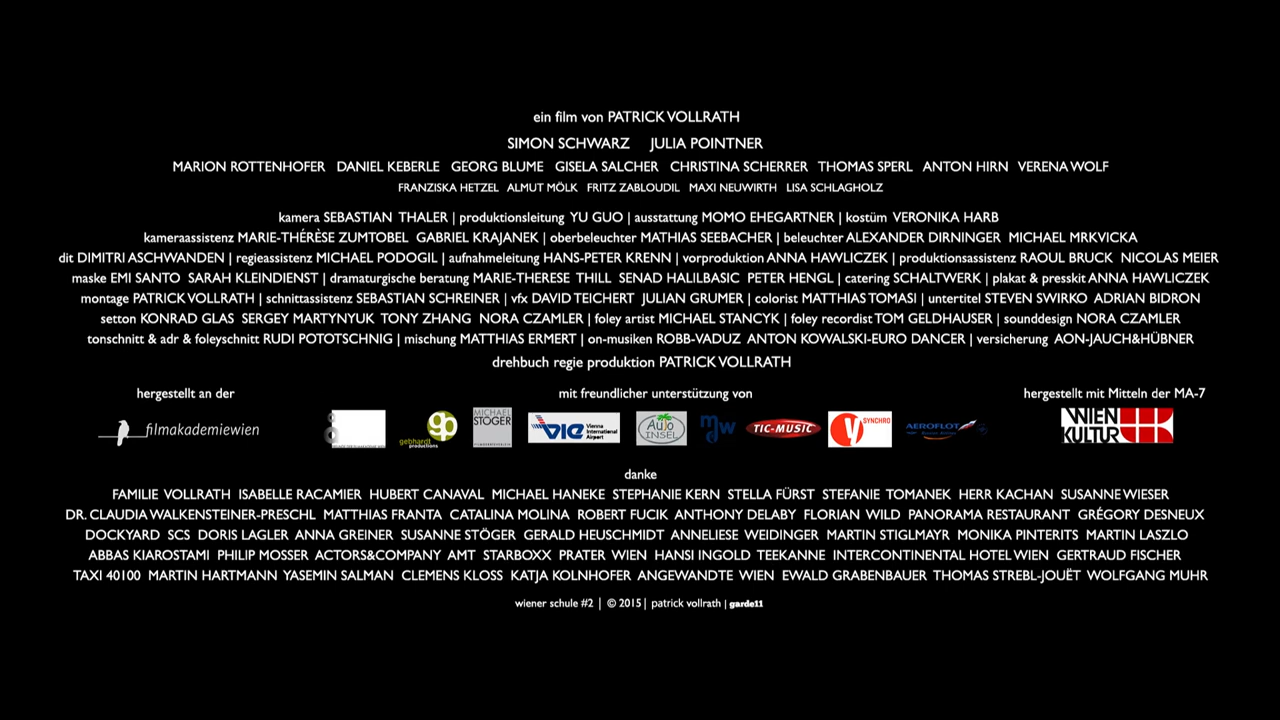 ein film von PATRICK VOLLRATH
SIMON SCHWARZ JULIA POINTNER
MARION ROTTENHOFER DANIEL KEBERLE GEORG BLUME GISELA SALCHER CHRISTINA SCHERRER THOMAS SPERL ANTON HIRN VERENA WOLF
FRANZISKA HETZEL ALMUT MÖLK FRITZ ZABLOUDIL MAXI NEUWIRTH LISA SCHLAGHOLZ
kamera SEBASTIAN THALER | produktionsleitung YU GUO | ausstattung MOMO EHEGARTNER | kostüm VERONIKA HARB
kameraassistenz MARIE-THÉRÈSE ZUMTOBEL GABRIEL KRAJANEK | oberbeleuchter MATHIAS SEEBACHER | beleuchter ALEXANDER DIRNINGER MICHAEL MRKVICKA
dit DIMITRI ASCHWANDEN | regieassistenz MICHAEL PODOGIL | aufnahmeleitung HANS-PETER KRENN | vorproduktion ANNA HAWLICZEK | produktionsassistenz RAOUL BRUCK NICOLAS MEIER
maske EMI SANTO SARAH KLEINDIENST | dramaturgische beratung MARIE-THERESE THILL SENAD HALILBASIC PETER HENGL | catering SCHALTWERK | plakat & presskit ANNA HAWLICZEK
montage PATRICK VOLLRATH | schnittassistenz SEBASTIAN SCHREINER | vfx DAVID TEICHERT JULIAN GRUMER | colorist MATTHIAS TOMASI | untertitel STEVEN SWIRKO ADRIAN BIDRON
setton KONRAD GLAS SERGEY MARTYNYUK TONY ZHANG NORA CZAMLER | foley artist MICHAEL STANCYK | foley recordist TOM GELDHAUSER | sounddesign NORA CZAMLER
tonschnitt & adr & foleyschnitt RUDI POTOTSCHNIG | mischung MATTHIAS ERMERT | on-musiken ROBB-VADUZ ANTON KOWALSKI-EURO DANCER | versicherung AON-JAUCH&HÜBNER
drehbuch regie produktion PATRICK VOLLRATH
hergestellt an der mit freundlicher unterstützung von hergestellt mit Mitteln der MA-7
filmakademiewien gebhardt productions gp MICHAEL STÖGER VIE Vienna International Airport Auto INSEL mjw TIC-MUSIC SYNCHRO AEROFLOT WIEN KULTUR
danke
FAMILIE VOLLRATH ISABELLE RACAMIER HUBERT CANAVAL MICHAEL HANEKE STEPHANIE KERN STELLA FÜRST STEFANIE TOMANEK HERR KACHAN SUSANNE WIESER
DR. CLAUDIA WALKENSTEINER-PRESCHL MATTHIAS FRANTA CATALINA MOLINA ROBERT FUCIK ANTHONY DELABY FLORIAN WILD PANORAMA RESTAURANT GRÉGORY DESNEUX
DOCKYARD SCS DORIS LAGLER ANNA GREINER SUSANNE STÖGER GERALD HEUSCHMIDT ANNELIESE WEIDINGER MARTIN STIGLMAYR MONIKA PINTERITS MARTIN LASZLO
ABBAS KIAROSTAMI PHILIP MOSSER ACTORS&COMPANY AMT STARBOXX PRATER WIEN HANSI INGOLD TEEKANNE INTERCONTINENTAL HOTEL WIEN GERTRAUD FISCHER
TAXI 40100 MARTIN HARTMANN YASEMIN SALMAN CLEMENS KLOSS KATJA KOLNHOFER ANGEWANDTE WIEN EWALD GRABENBAUER THOMAS STREBL-JOUËT WOLFGANG MUHR
wiener schule #2 | © 2015 | patrick vollrath | garde11